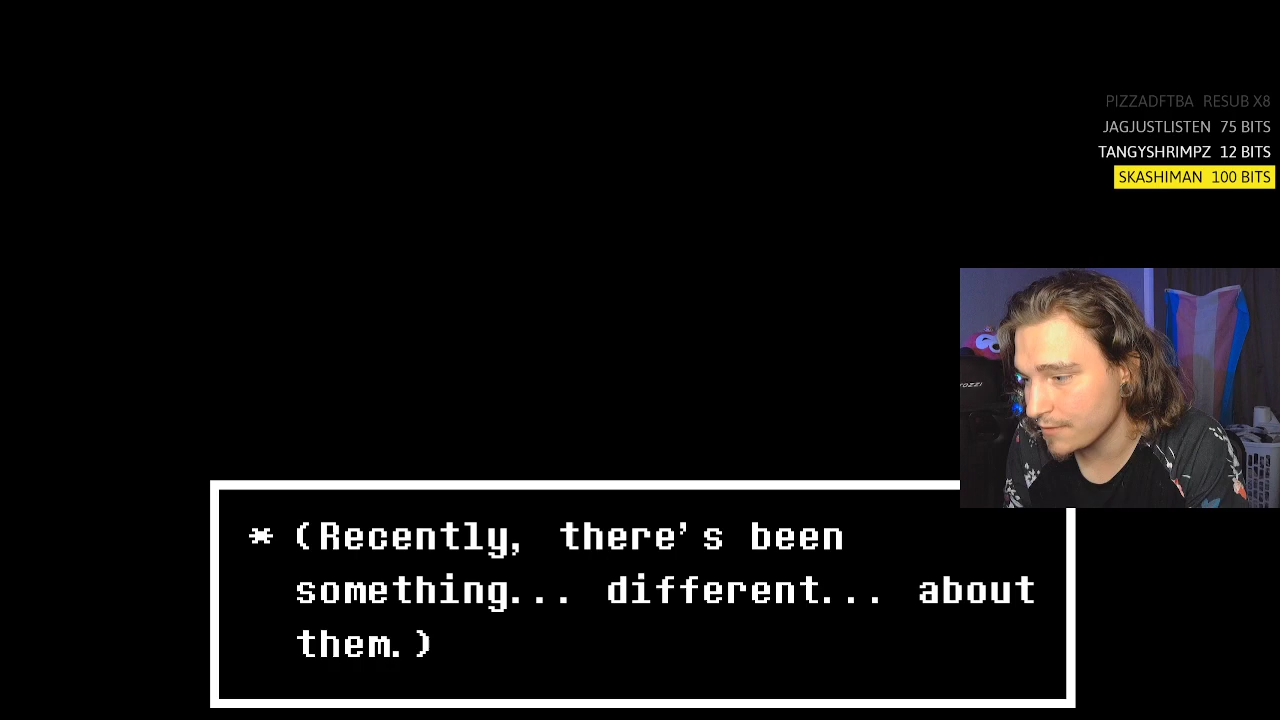 PIZZADFTBA RESUB X8
JAGJUSTLISTEN 75 BITS
TANGYSHRIMPZ 12 BITS
SKASHIMAN 100 BITS
* (Recently, there's been
something... different... about
them.)